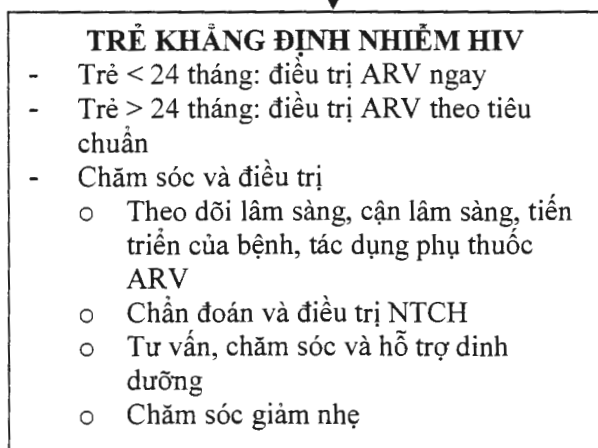 TRẺ KHẲNG ĐỊNH NHIỄM HIV
- Trẻ < 24 tháng: điều trị ARV ngay
- Trẻ > 24 tháng: điều trị ARV theo tiêu
chuẩn
- Chăm sóc và điều trị
o Theo dõi lâm sàng, cận lâm sàng, tiến
triển của bệnh, tác dụng phụ thuốc
ARV
o Chẩn đoán và điều trị NTCH
o Tư vấn, chăm sóc và hỗ trợ dinh
dưỡng
o Chăm sóc giảm nhẹ